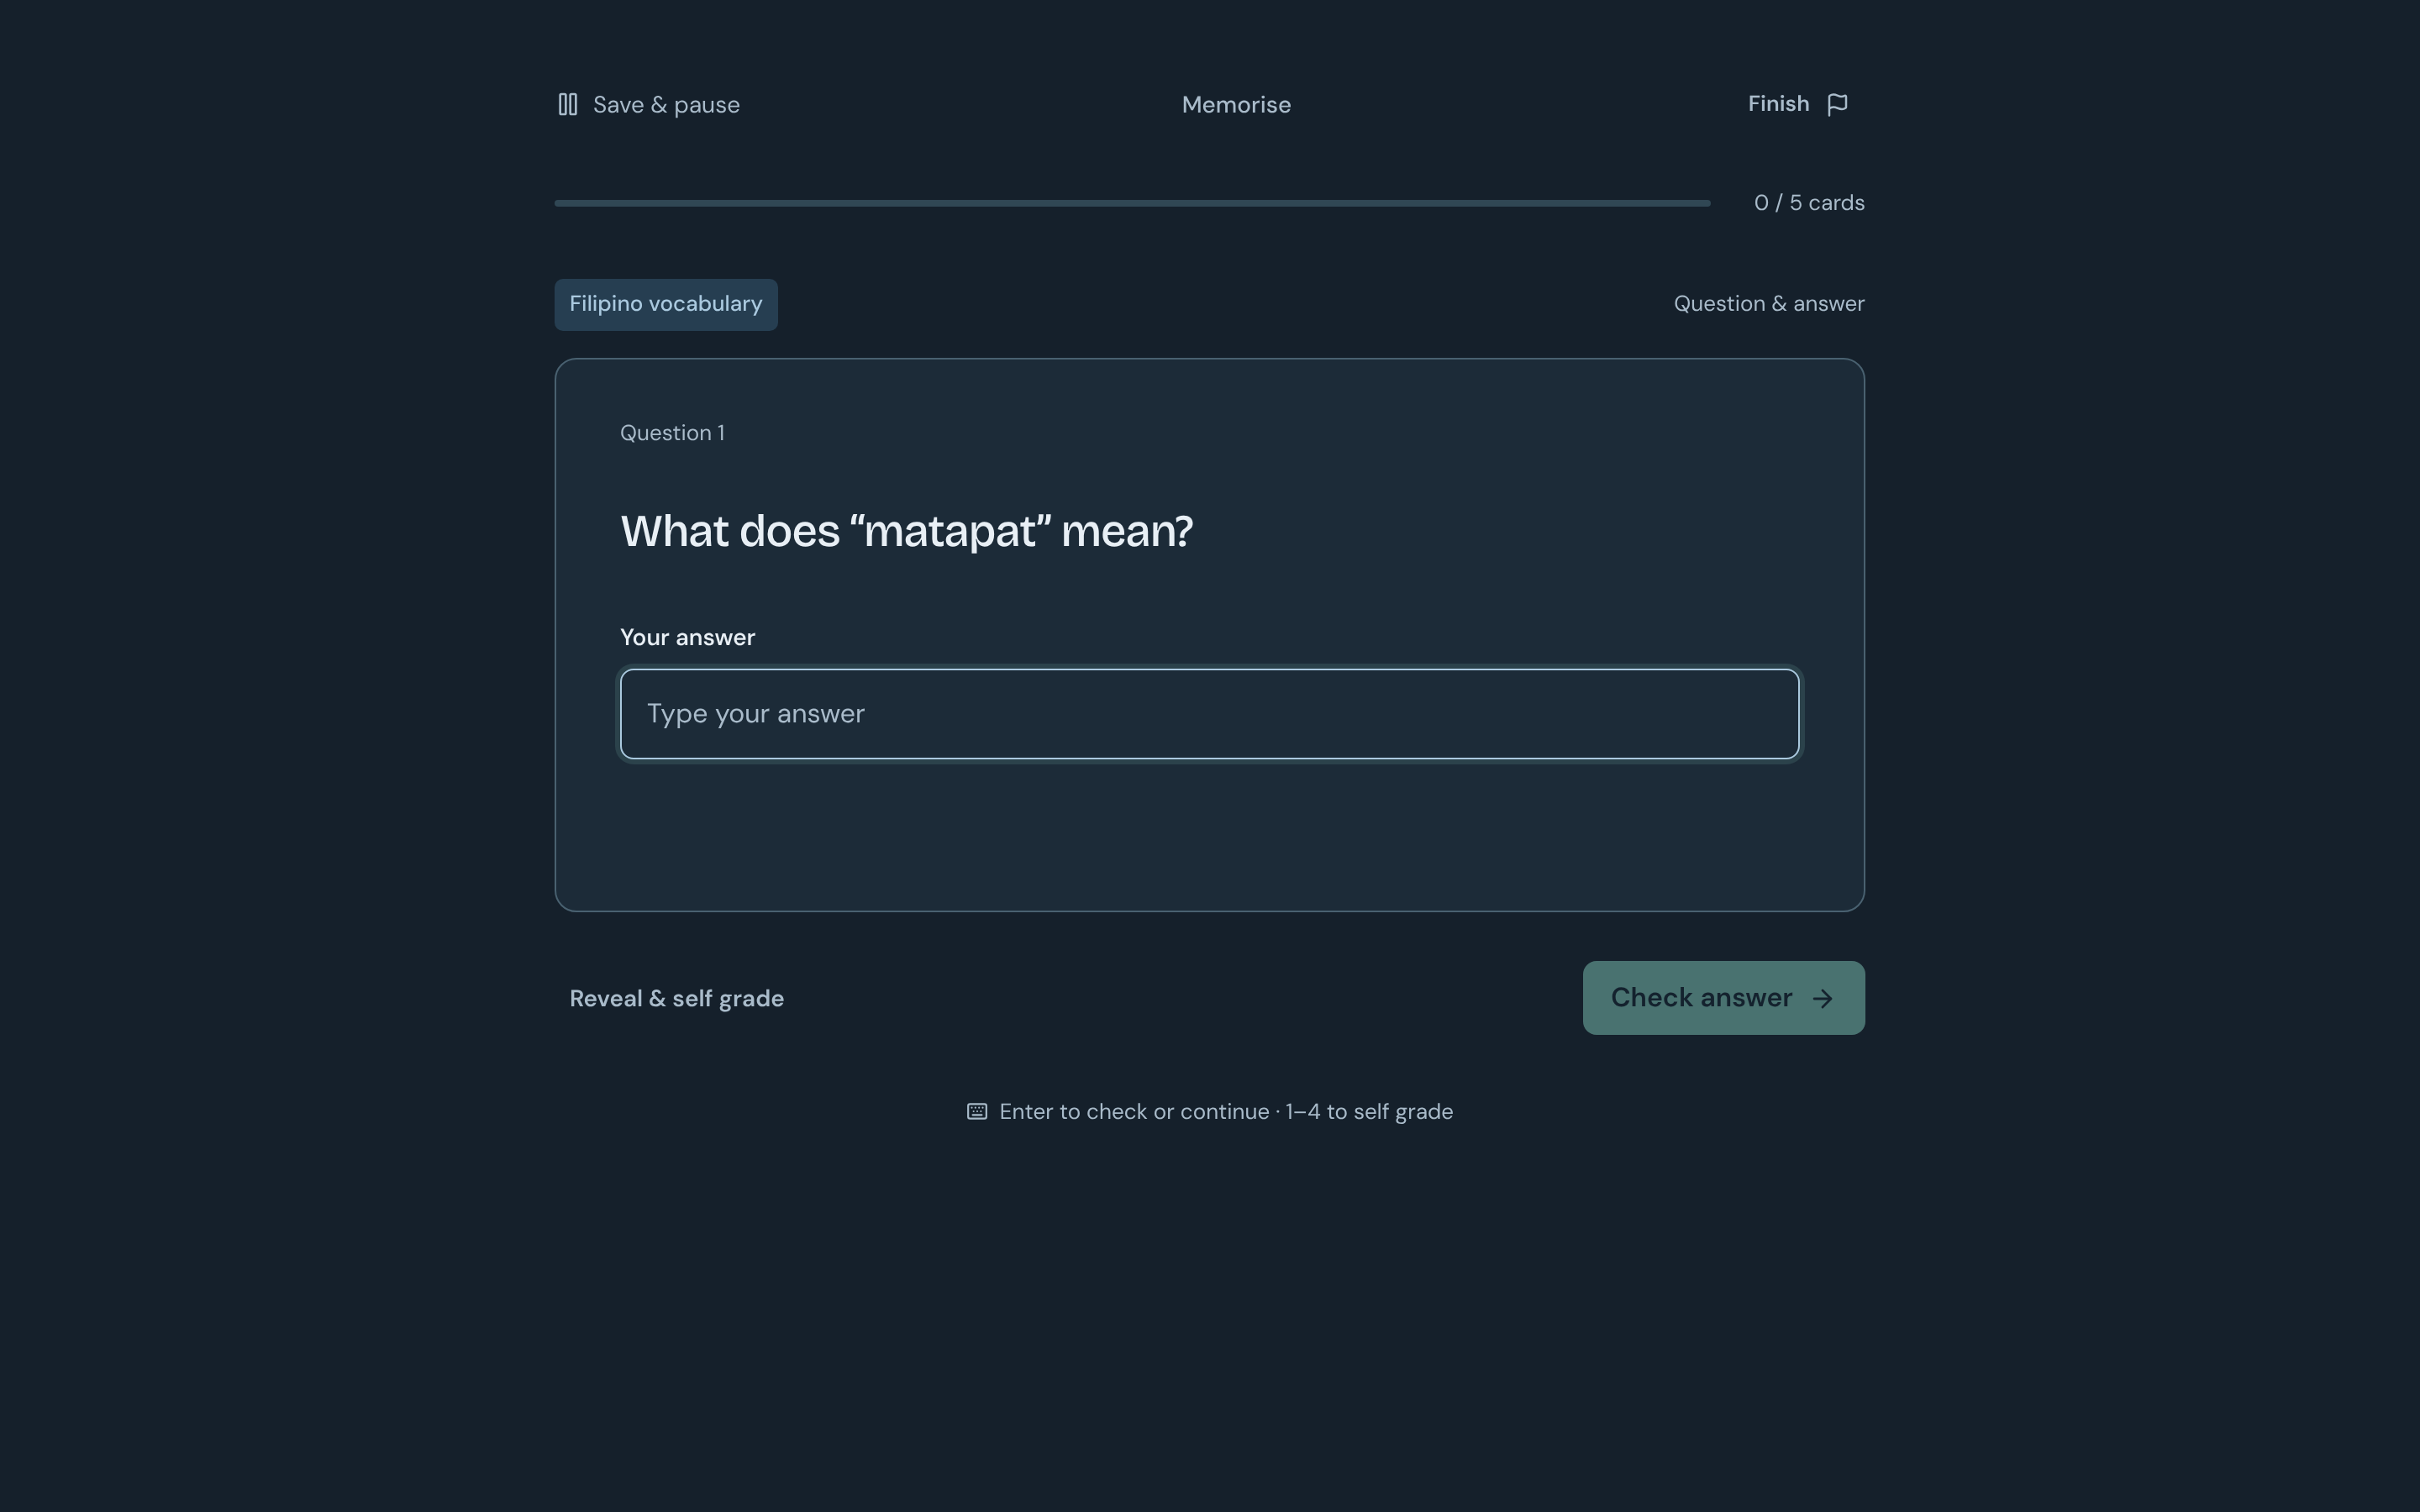 Save & pause
Memorise
Finish
0 / 5 cards
Filipino vocabulary
Question & answer
Question 1
What does “matapat” mean?
Your answer
Type your answer
Reveal & self grade
Check answer
Enter to check or continue · 1–4 to self grade